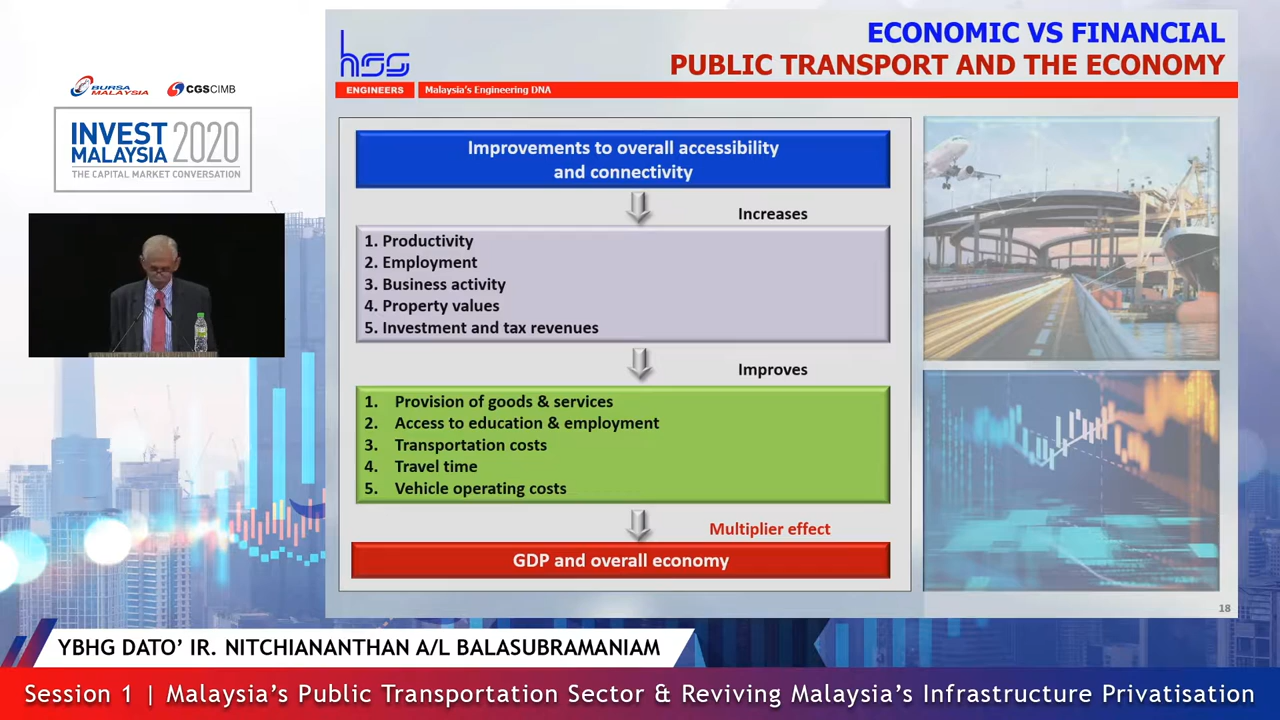 BURSA
MALAYSIA
CGS CIMB
INVEST
MALAYSIA 2020
THE CAPITAL MARKET CONVERSATION
hss
ENGINEERS
Malaysia's Engineering DNA
ECONOMIC VS FINANCIAL
PUBLIC TRANSPORT AND THE ECONOMY
Improvements to overall accessibility
and connectivity
Increases
1. Productivity
2. Employment
3. Business activity
4. Property values
5. Investment and tax revenues
Improves
1. Provision of goods & services
2. Access to education & employment
3. Transportation costs
4. Travel time
5. Vehicle operating costs
Multiplier effect
GDP and overall economy
18
YBHG DATO' IR. NITCHIANANTHAN A/L BALASUBRAMANIAM
Session 1 | Malaysia's Public Transportation Sector & Reviving Malaysia's Infrastructure Privatisation